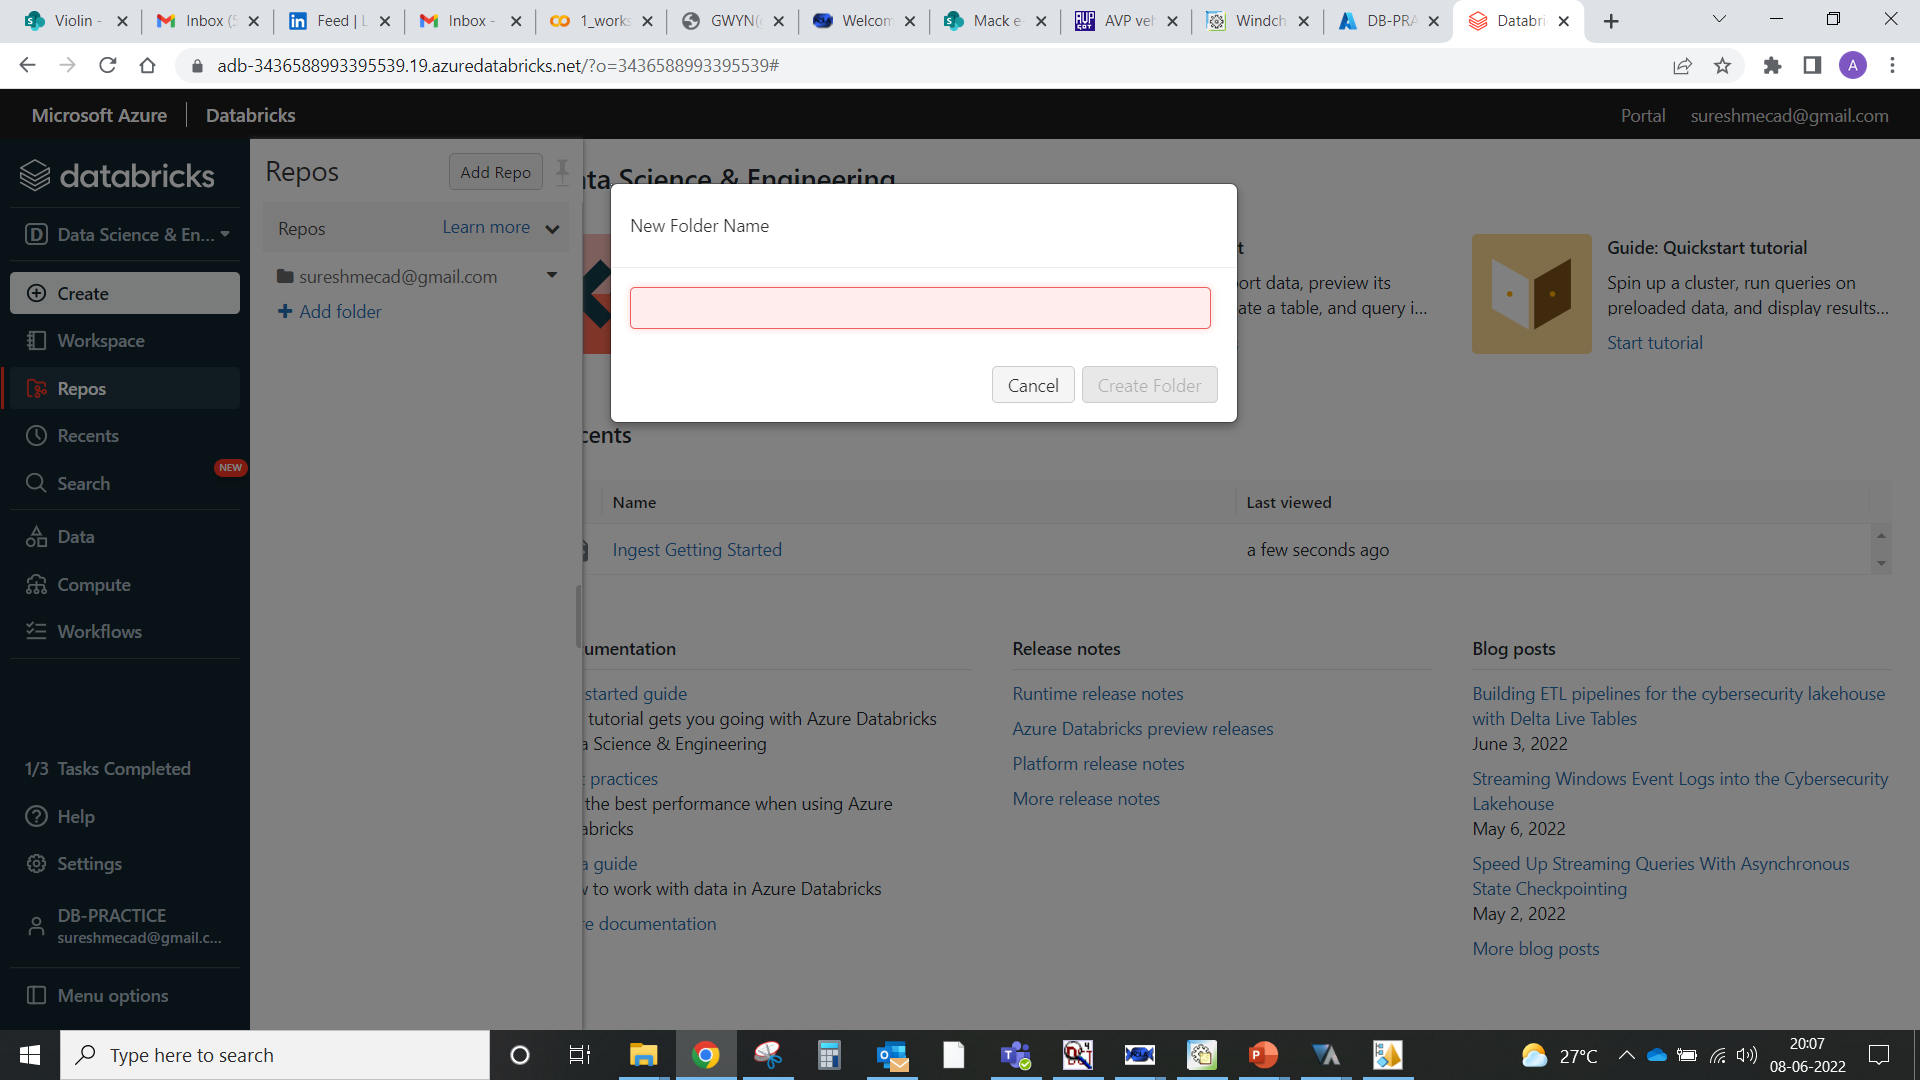 Violin -
Inbox (5
Feed | L
Inbox -
1_works
GWYN(
Welcom
Mack e-
AVP veh
Windch
DB-PRA
Databri
adb-3436588993395539.19.azuredatabricks.net/?o=3436588993395539#
A
Microsoft Azure
Databricks
Portal
sureshmecad@gmail.com
databricks
D Data Science & En...
Create
Workspace
Repos
Recents
NEW
Search
Data
Compute
Workflows
1/3 Tasks Completed
Help
Settings
DB-PRACTICE
sureshmecad@gmail.c...
Menu options
Repos
Add Repo
Repos
Learn more
sureshmecad@gmail.com
+ Add folder
ta Science & Engineering
New Folder Name
Cancel
Create Folder
t
ort data, preview its
ate a table, and query i...
Guide: Quickstart tutorial
Spin up a cluster, run queries on
preloaded data, and display results...
Start tutorial
cents
Name
Last viewed
Ingest Getting Started
a few seconds ago
umentation
started guide
tutorial gets you going with Azure Databricks
a Science & Engineering
practices
the best performance when using Azure
abricks
a guide
to work with data in Azure Databricks
re documentation
Release notes
Runtime release notes
Azure Databricks preview releases
Platform release notes
More release notes
Blog posts
Building ETL pipelines for the cybersecurity lakehouse
with Delta Live Tables
June 3, 2022
Streaming Windows Event Logs into the Cybersecurity
Lakehouse
May 6, 2022
Speed Up Streaming Queries With Asynchronous
State Checkpointing
May 2, 2022
More blog posts
Type here to search
27°C
20:07
08-06-2022